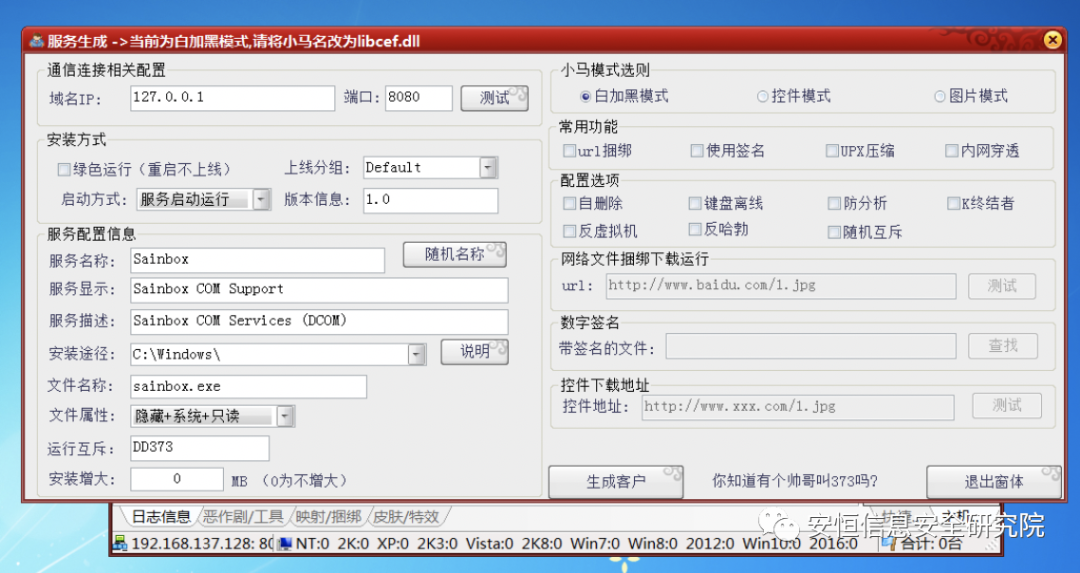 服务生成 ->当前为白加黑模式,请将小马名改为libcef.dll
通信连接相关配置
域名IP: 127.0.0.1 端口: 8080 测试
安装方式
绿色运行（重启不上线） 上线分组: Default
启动方式: 服务启动运行 版本信息: 1.0
服务配置信息
服务名称: Sainbox 随机名称
服务显示: Sainbox COM Support
服务描述: Sainbox COM Services (DCOM)
安装途径: C:\Windows\ 说明
文件名称: sainbox.exe
文件属性: 隐藏+系统+只读
运行互斥: DD373
安装增大: 0 MB （0为不增大）
小马模式选则
白加黑模式 控件模式 图片模式
常用功能
url捆绑 使用签名 UPX压缩 内网穿透
配置选项
自删除 键盘离线 防分析 K终结者
反虚拟机 反哈勃 随机互斥
网络文件捆绑下载运行
url: http://www.baidu.com/1.jpg 测试
数字签名
带签名的文件: 查找
控件下载地址
控件地址: http://www.xxx.com/1.jpg 测试
生成客户 你知道有个帅哥叫373吗? 退出窗体
日志信息 恶作剧/工具 映射/捆绑 皮肤/特效
安恒信息安全研究院
192.168.137.128: 80 NT:0 2K:0 XP:0 2K3:0 Vista:0 2K8:0 Win7:0 Win8:0 2012:0 Win10:0 2016:0 合计: 0台